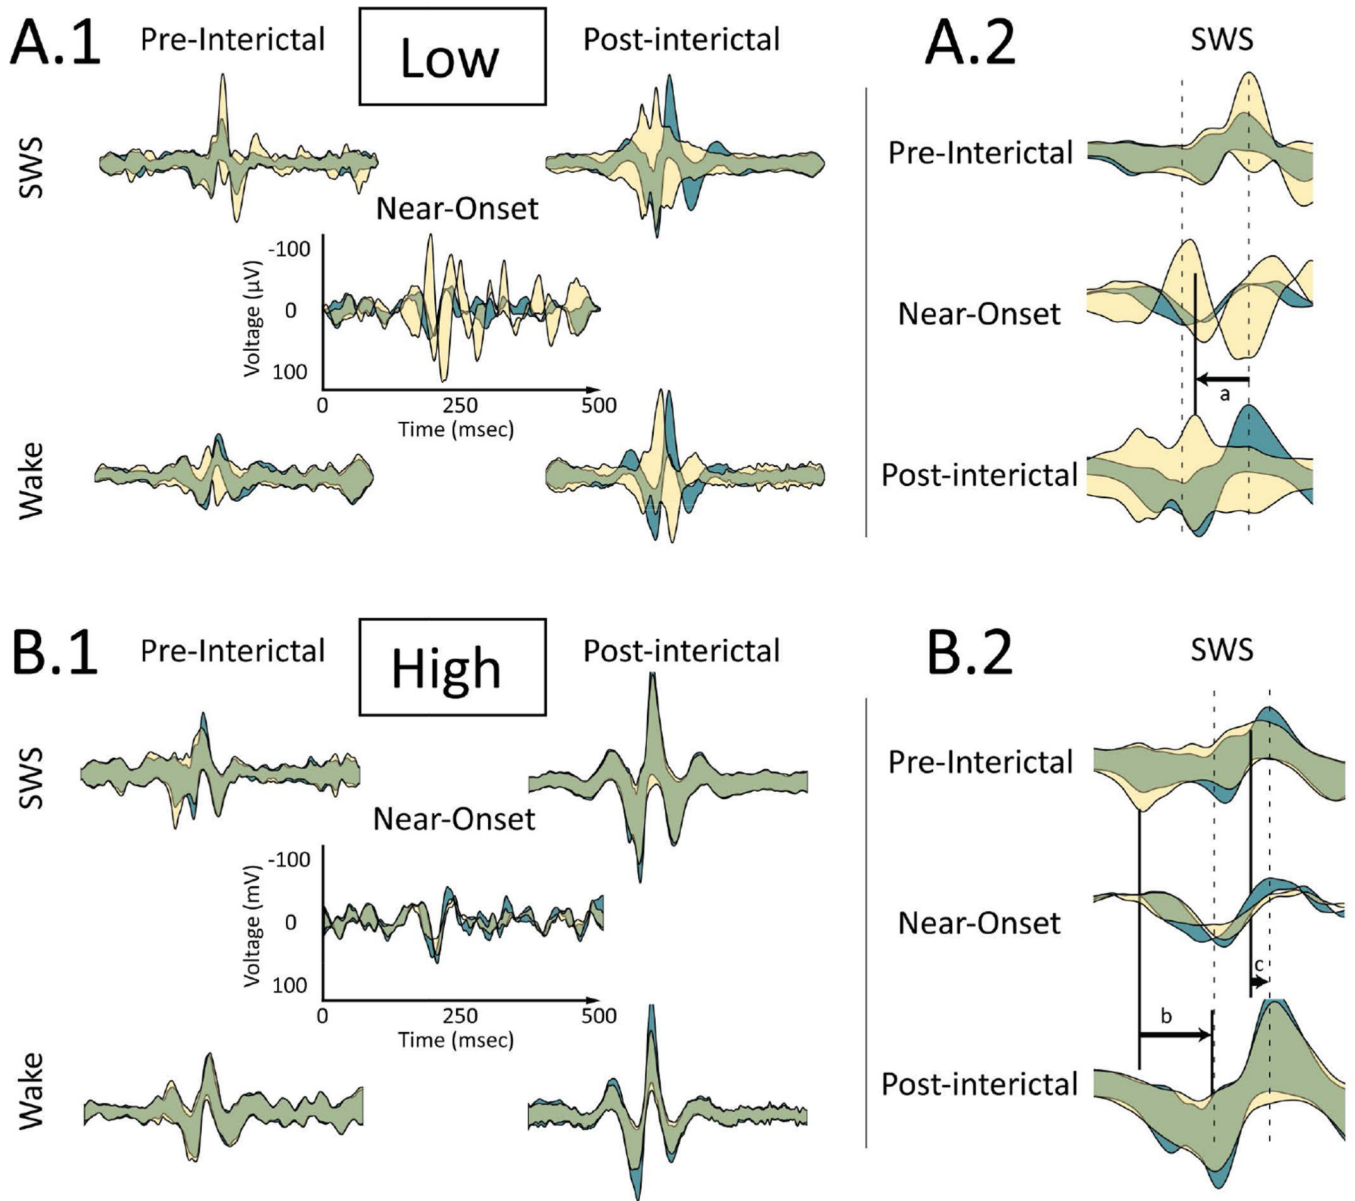 A.1
Pre-Interictal
Low
Post-interictal
SWS
Near-Onset
Voltage (µV)
-100
0
100
0
250
500
Time (msec)
Wake
A.2
SWS
Pre-Interictal
Near-Onset
a
Post-interictal
B.1
Pre-Interictal
High
Post-interictal
SWS
Near-Onset
Voltage (mV)
-100
0
100
0
250
500
Time (msec)
Wake
B.2
SWS
Pre-Interictal
Near-Onset
c
b
Post-interictal